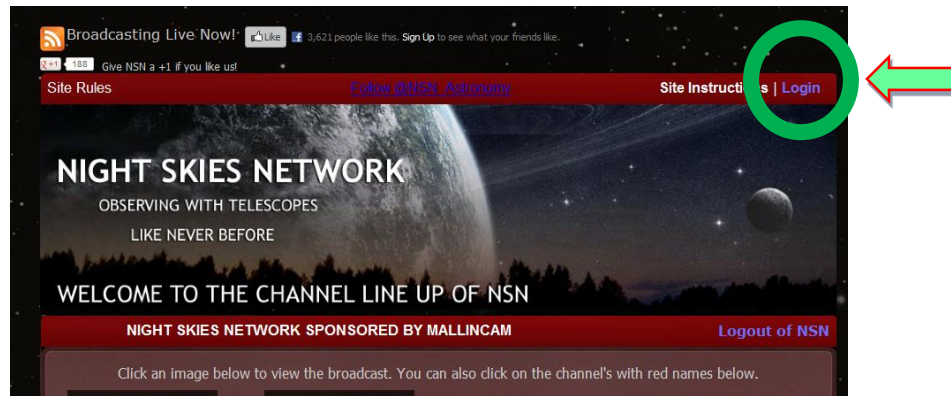 Broadcasting Live Now! Like 3,621 people like this. Sign Up to see what your friends like.
+1 188 Give NSN a +1 if you like us!
Site Rules Follow @NSN_Astronomy Site Instructions | Login
NIGHT SKIES NETWORK
OBSERVING WITH TELESCOPES
LIKE NEVER BEFORE
WELCOME TO THE CHANNEL LINE UP OF NSN
NIGHT SKIES NETWORK SPONSORED BY MALLINCAM Logout of NSN
Click an image below to view the broadcast. You can also click on the channel's with red names below.